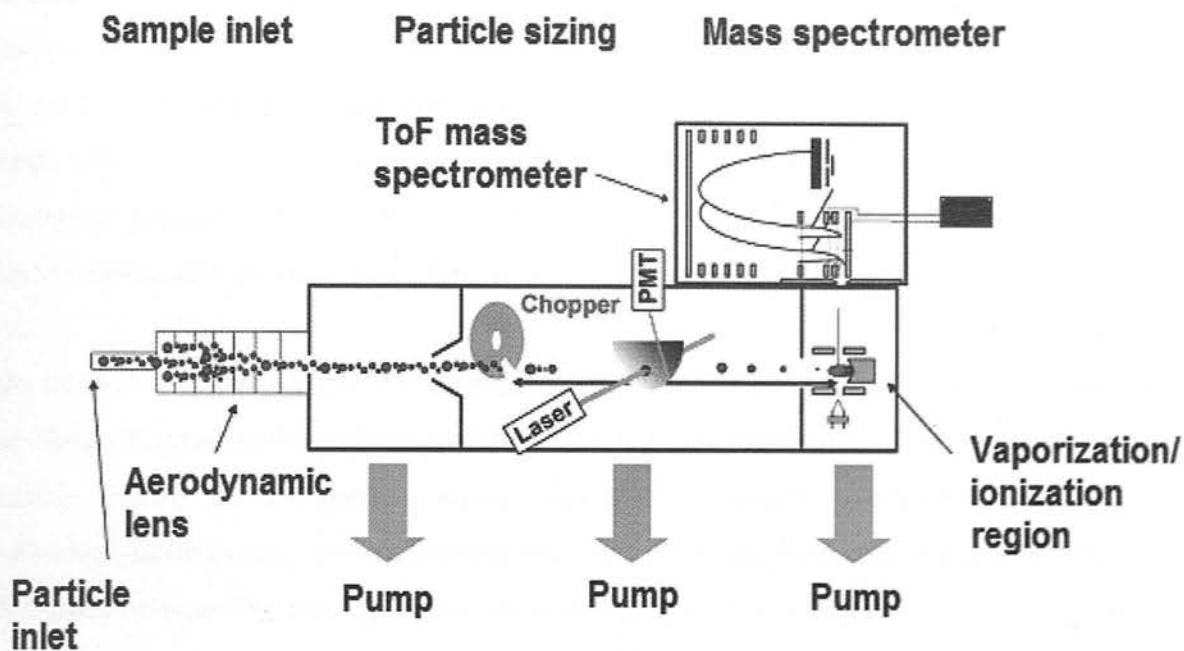 Sample inlet
Particle sizing
Mass spectrometer
ToF mass
spectrometer
PMT
Chopper
Laser
Aerodynamic
lens
Vaporization/
ionization
region
Particle
inlet
Pump
Pump
Pump